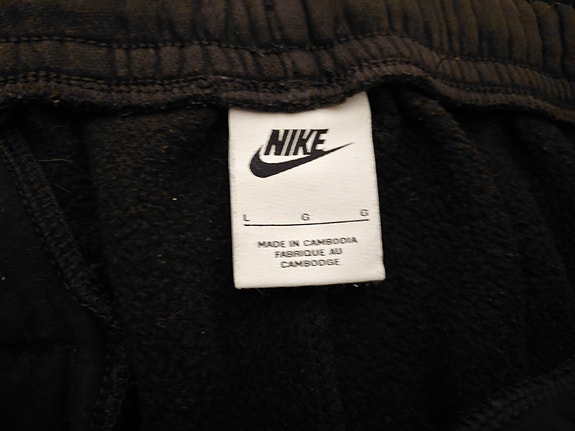 NIKE
L G G
MADE IN CAMBODIA
FABRIQUE AU
CAMBODGE